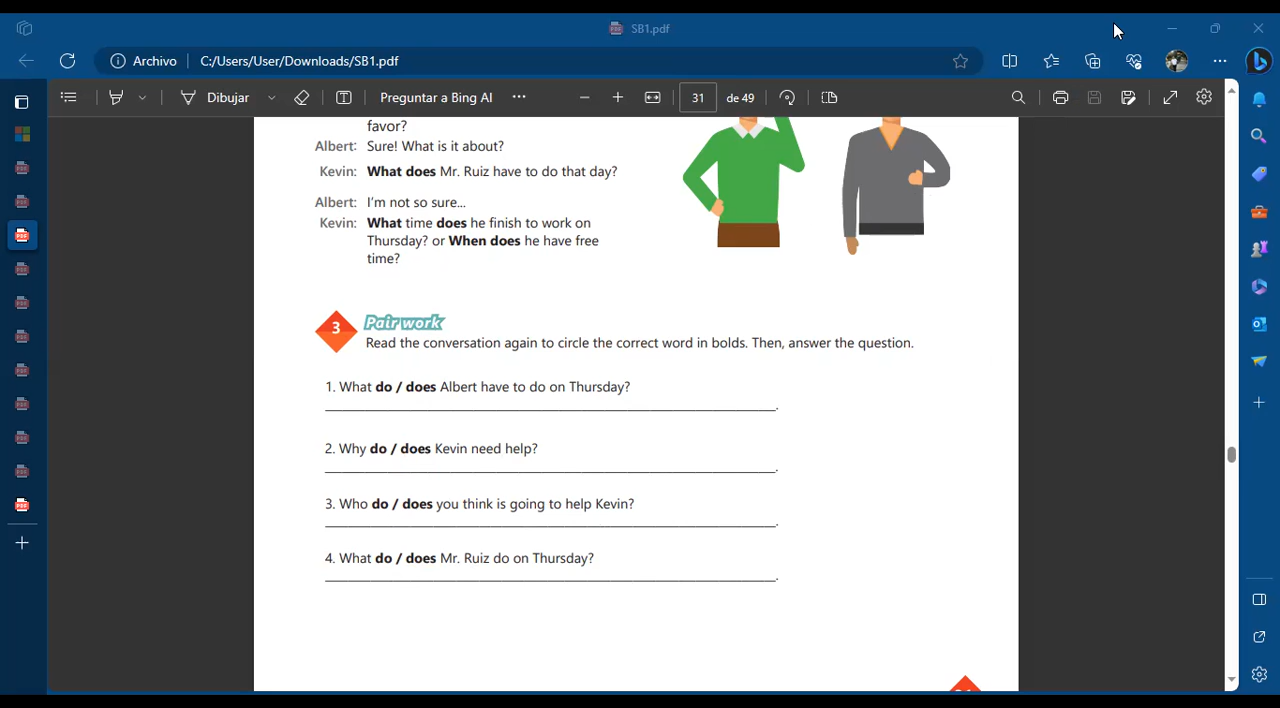 SB1.pdf
Archivo
C:/Users/User/Downloads/SB1.pdf
Dibujar
Preguntar a Bing AI
31
de 49
favor?
Albert: Sure! What is it about?
Kevin: What does Mr. Ruiz have to do that day?
Albert: I'm not so sure...
Kevin: What time does he finish to work on
Thursday? or When does he have free
time?
3
Pair work
Read the conversation again to circle the correct word in bolds. Then, answer the question.
1. What do / does Albert have to do on Thursday?
2. Why do / does Kevin need help?
3. Who do / does you think is going to help Kevin?
4. What do / does Mr. Ruiz do on Thursday?